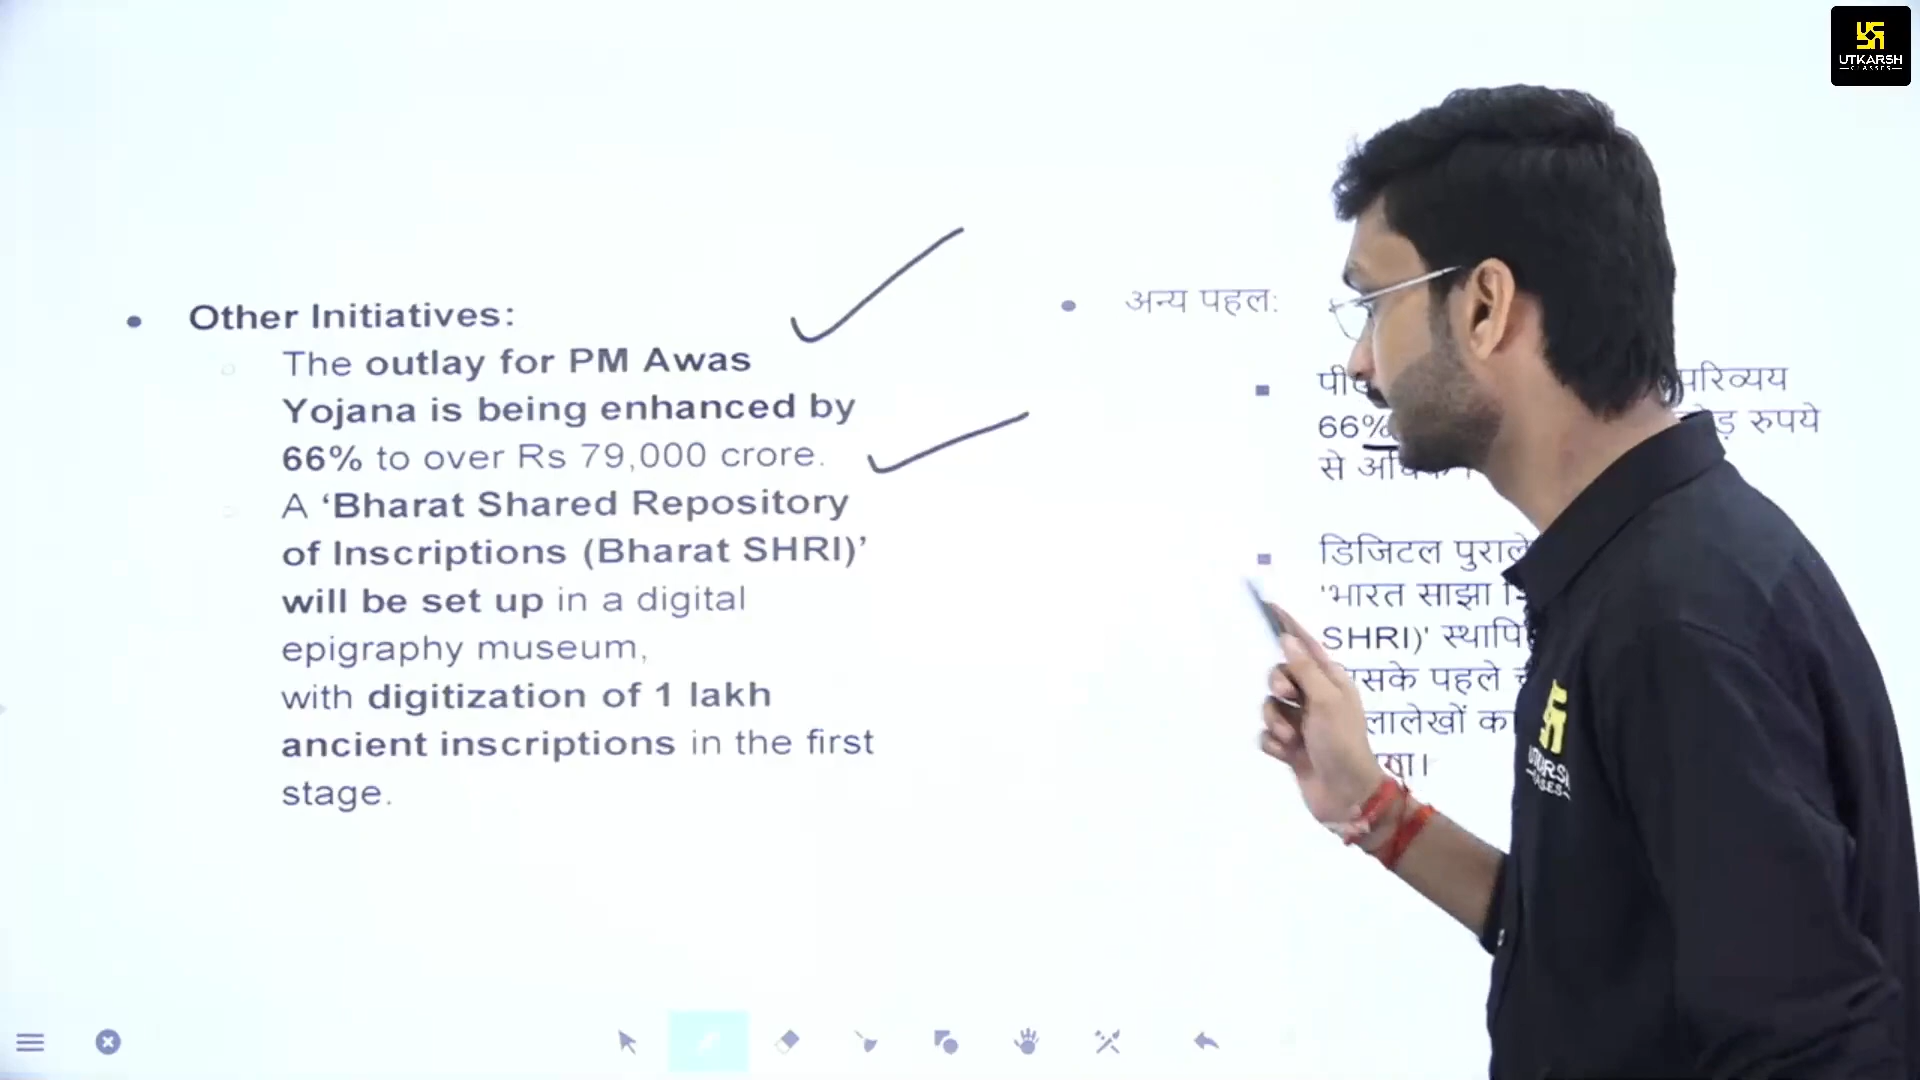 UTKARSH
CLASSES
Other Initiatives:
The outlay for PM Awas
Yojana is being enhanced by
66% to over Rs 79,000 crore.
A ‘Bharat Shared Repository
of Inscriptions (Bharat SHRI)’
will be set up in a digital
epigraphy museum,
with digitization of 1 lakh
ancient inscriptions in the first
stage.
अन्य पहल:
परिव्यय
66% रुपये
से
डिजिटल
'भारत साझा
SHRI)'
पहले
का